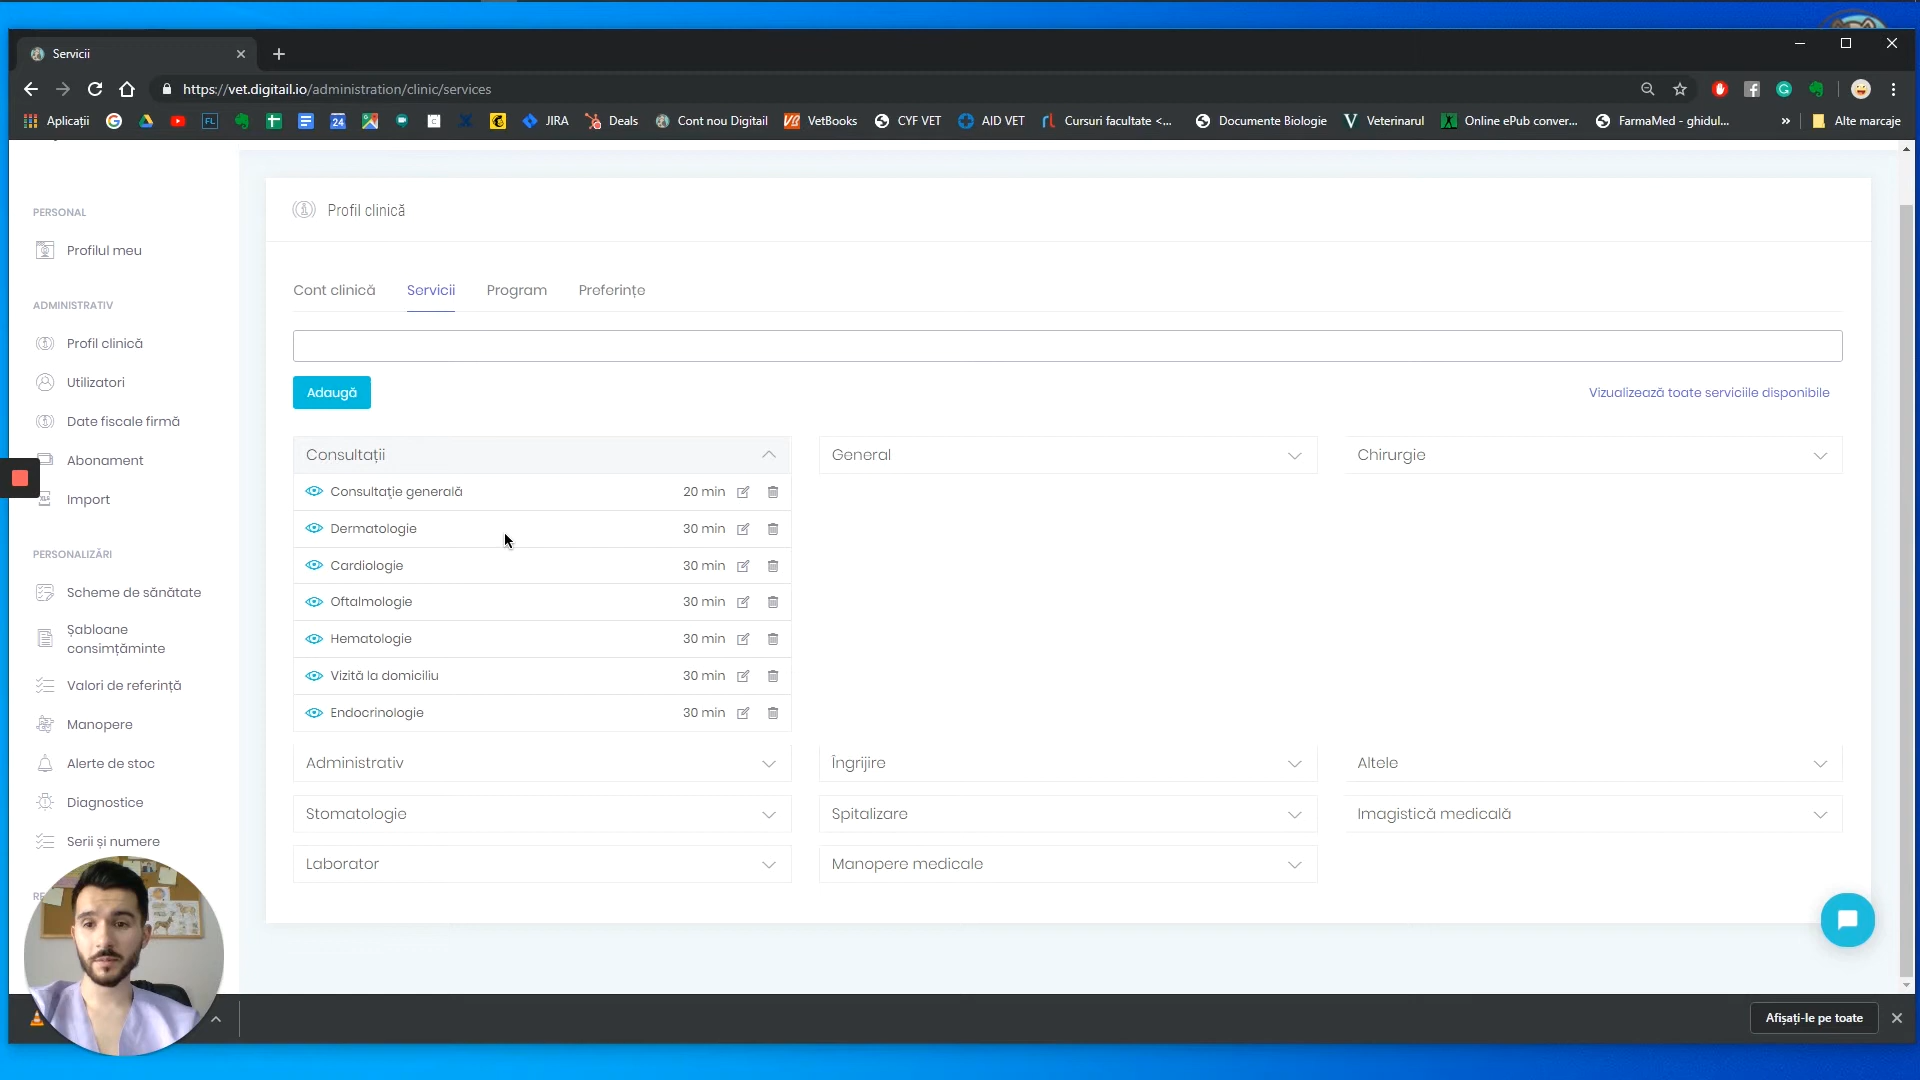 Servicii
https://vet.digitail.io/administration/clinic/services
Aplicații
24
JIRA
Deals
Cont nou Digitail
VetBooks
CYF VET
AID VET
Cursuri facultate <...
Documente Biologie
Veterinarul
Online ePub conver...
FarmaMed - ghidul...
»
Alte marcaje
PERSONAL
Profilul meu
ADMINISTRATIV
Profil clinică
Utilizatori
Date fiscale firmă
Abonament
Import
PERSONALIZĂRI
Scheme de sănătate
Șabloane
consimțăminte
Valori de referință
Manopere
Alerte de stoc
Diagnostice
Serii și numere
Profil clinică
Cont clinică
Servicii
Program
Preferințe
Adaugă
Vizualizează toate serviciile disponibile
Consultații
Consultație generală 20 min
Dermatologie 30 min
Cardiologie 30 min
Oftalmologie 30 min
Hematologie 30 min
Vizită la domiciliu 30 min
Endocrinologie 30 min
General
Chirurgie
Administrativ
Îngrijire
Altele
Stomatologie
Spitalizare
Imagistică medicală
Laborator
Manopere medicale
Afișați-le pe toate